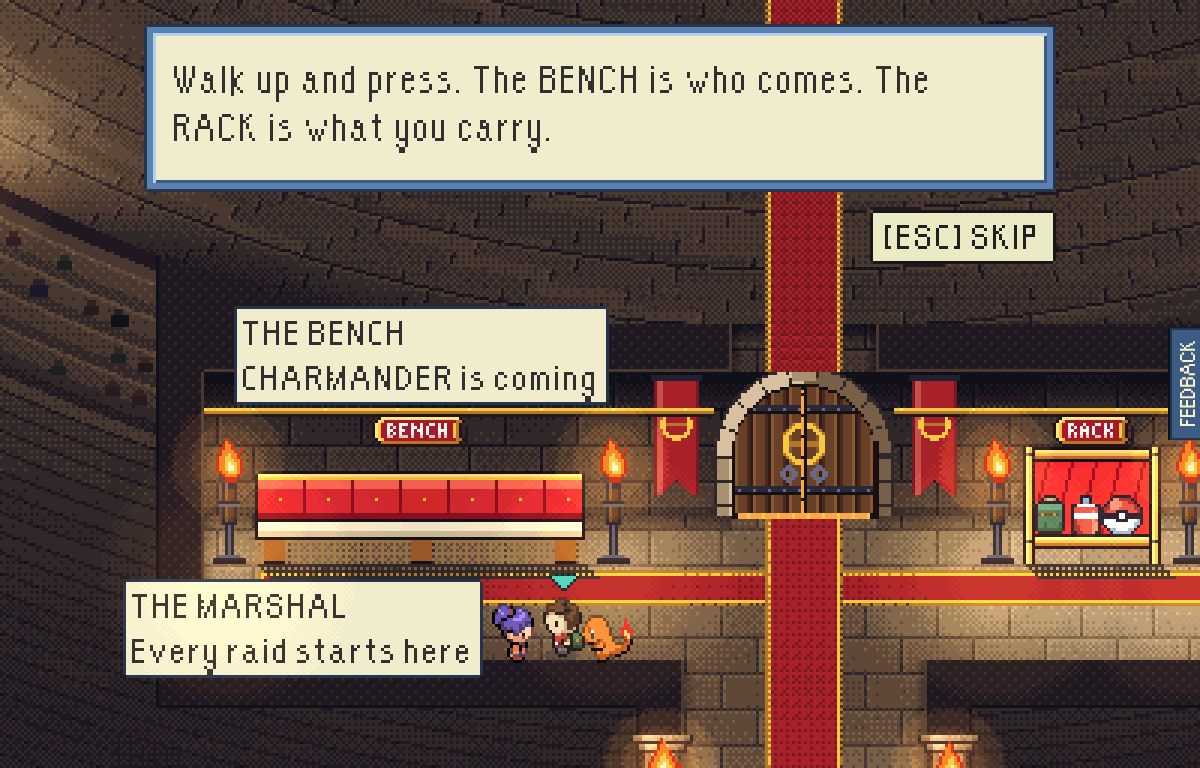 Walk up and press. The BENCH is who comes. The
RACK is what you carry.
[ESC] SKIP
THE BENCH
CHARMANDER is coming
FEEDBACK
BENCH
RACK
THE MARSHAL
Every raid starts here